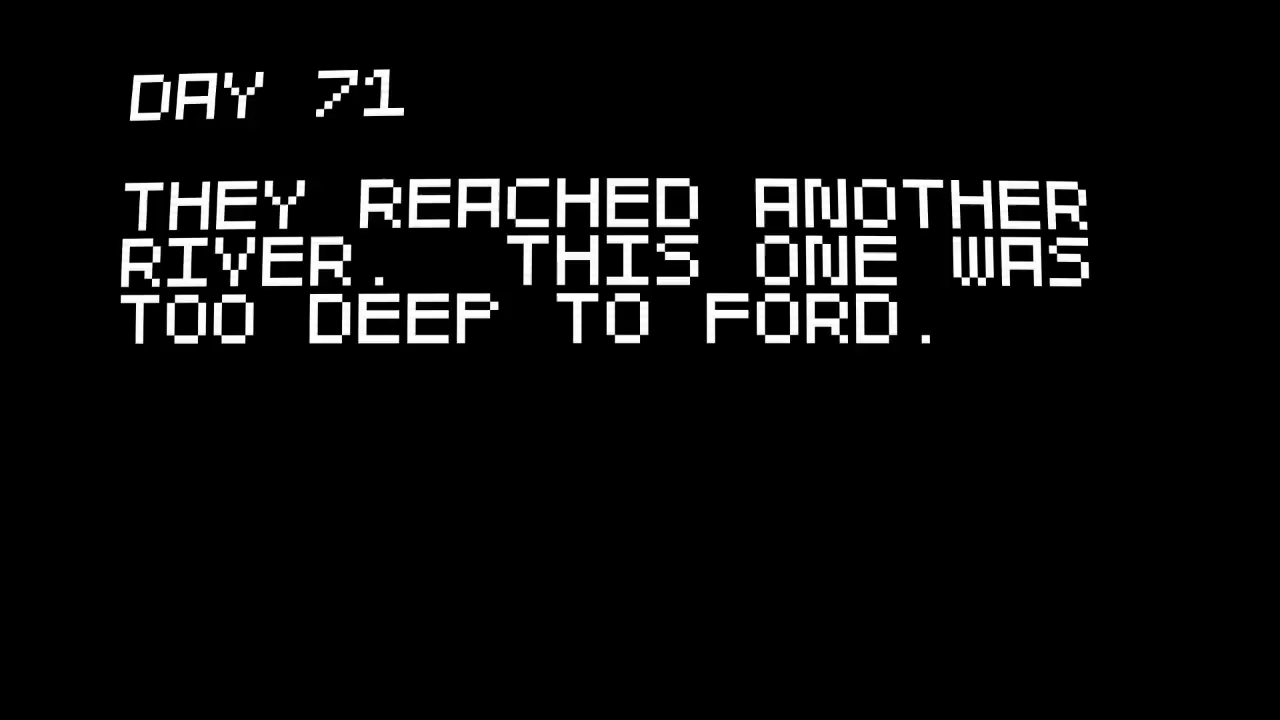 DAY 71
THEY REACHED ANOTHER
RIVER.  THIS ONE WAS
TOO DEEP TO FORD.